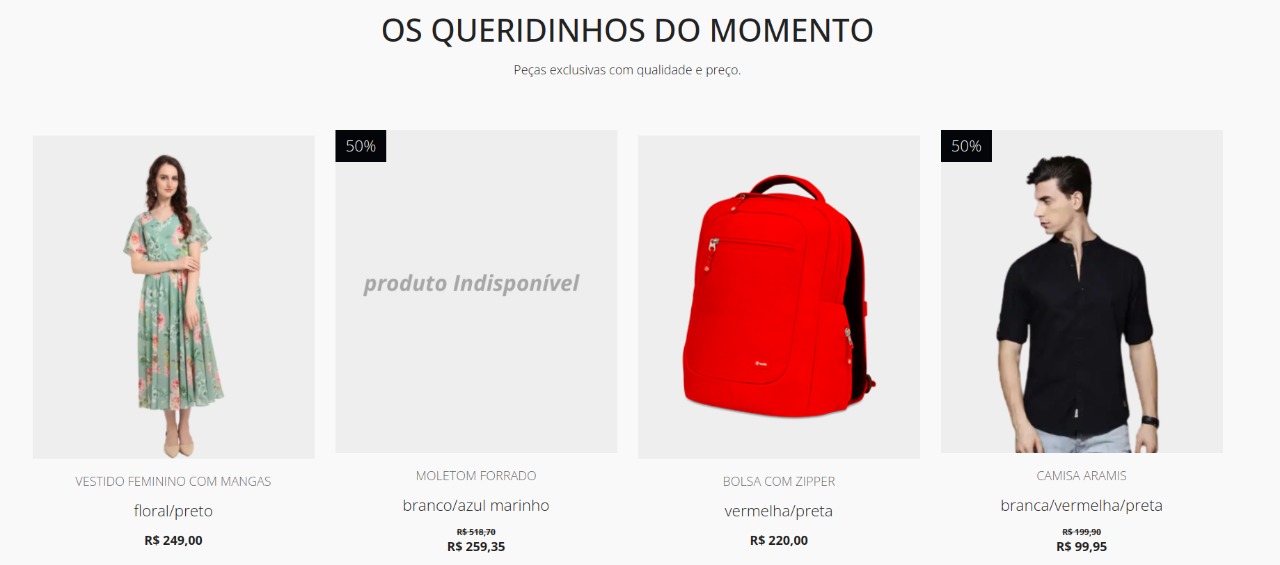 OS QUERIDINHOS DO MOMENTO
Peças exclusivas com qualidade e preço.
VESTIDO FEMININO COM MANGAS
floral/preto
R$ 249,00
50%
produto Indisponível
MOLETOM FORRADO
branco/azul marinho
R$ 518,70
R$ 259,35
BOLSA COM ZIPPER
vermelha/preta
R$ 220,00
50%
CAMISA ARAMIS
branca/vermelha/preta
R$ 199,90
R$ 99,95